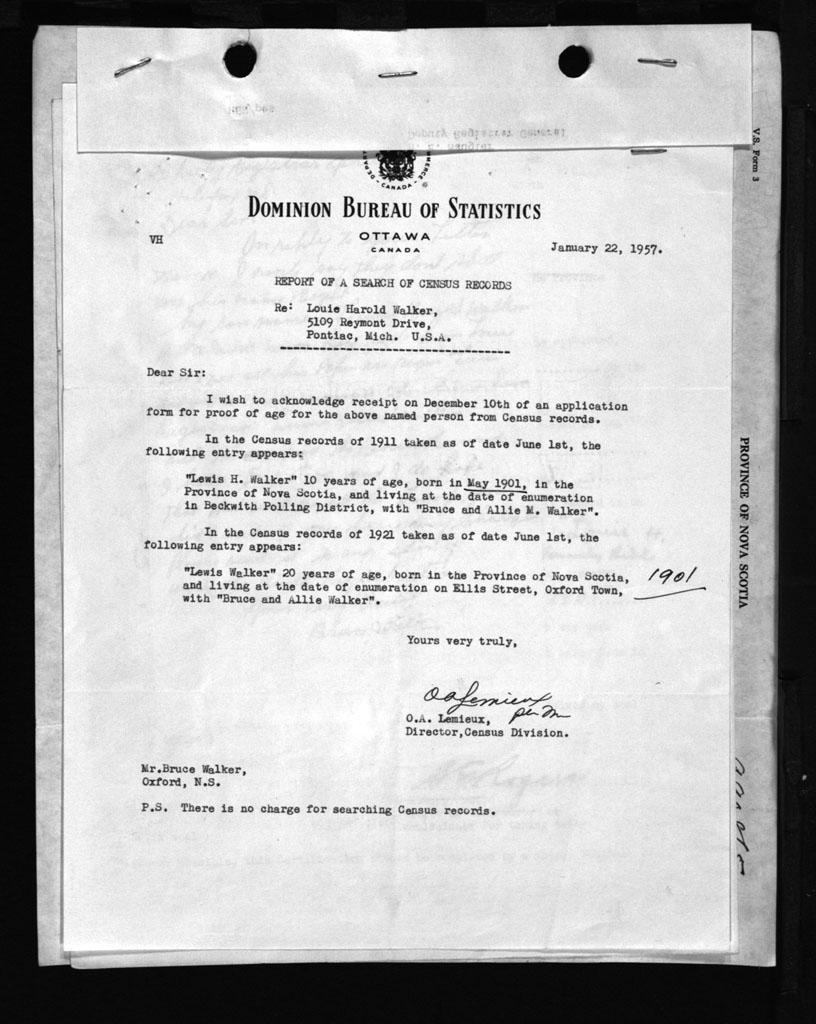 CANADA
DOMINION BUREAU OF STATISTICS
OTTAWA
CANADA
VH
January 22, 1957.
REPORT OF A SEARCH OF CENSUS RECORDS
Re: Louie Harold Walker,
5109 Reymont Drive,
Pontiac, Mich. U.S.A.
Dear Sir:
I wish to acknowledge receipt on December 10th of an application
form for proof of age for the above named person from Census records.
In the Census records of 1911 taken as of date June 1st, the
following entry appears:
"Lewis H. Walker" 10 years of age, born in May 1901, in the
Province of Nova Scotia, and living at the date of enumeration
in Beckwith Polling District, with "Bruce and Allie M. Walker".
In the Census records of 1921 taken as of date June 1st, the
following entry appears:
"Lewis Walker" 20 years of age, born in the Province of Nova Scotia,
and living at the date of enumeration on Ellis Street, Oxford Town,
with "Bruce and Allie Walker".
1901
Yours very truly,
OALemieux
per
O.A. Lemieux,
Director,Census Division.
Mr.Bruce Walker,
Oxford, N.S.
P.S. There is no charge for searching Census records.
V.S. Form 3
PROVINCE OF NOVA SCOTIA